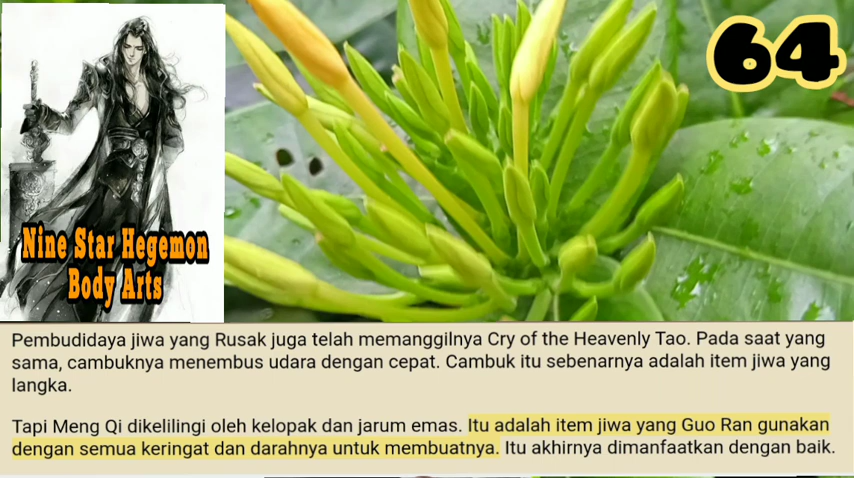 64
Nine Star Hegemon
Body Arts
Pembudidaya jiwa yang Rusak juga telah memanggilnya Cry of the Heavenly Tao. Pada saat yang
sama, cambuknya menembus udara dengan cepat. Cambuk itu sebenarnya adalah item jiwa yang
langka.
Tapi Meng Qi dikelilingi oleh kelopak dan jarum emas. Itu adalah item jiwa yang Guo Ran gunakan
dengan semua keringat dan darahnya untuk membuatnya. Itu akhirnya dimanfaatkan dengan baik.